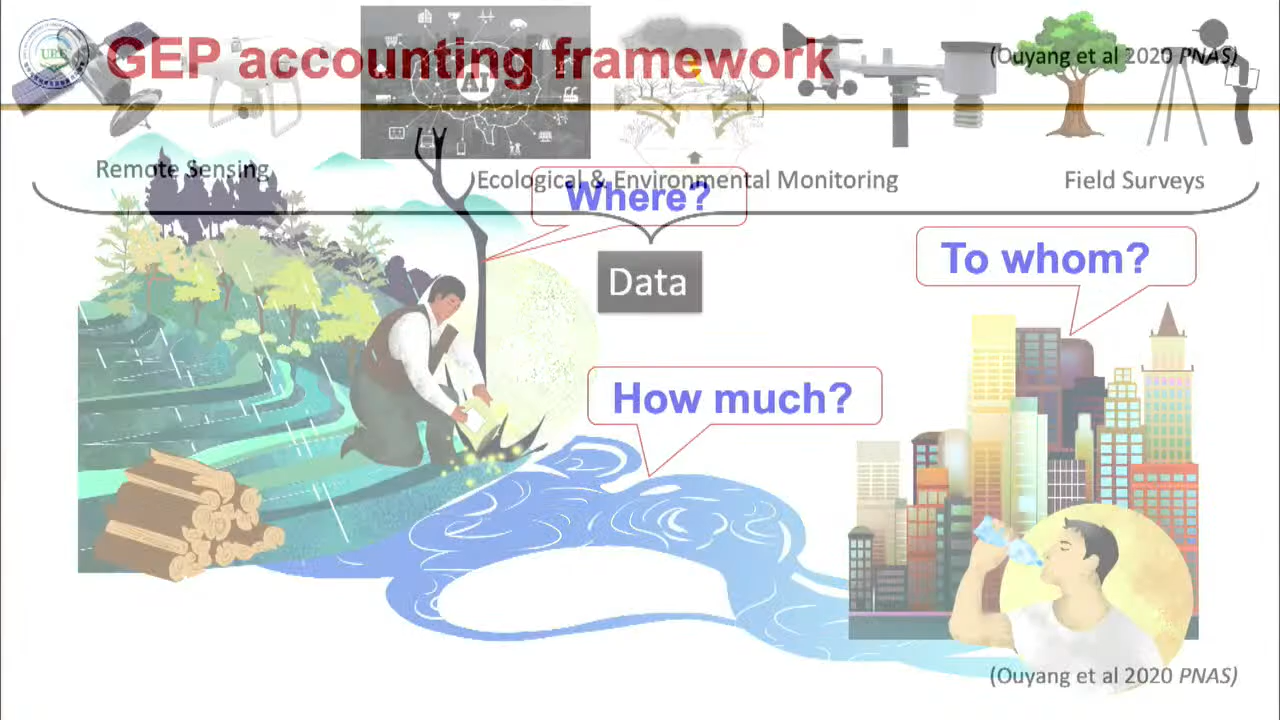 GEP accounting framework
(Ouyang et al 2020 PNAS)
AI
Remote Sensing
Ecological & Environmental Monitoring
Field Surveys
Where?
Data
To whom?
How much?
(Ouyang et al 2020 PNAS)